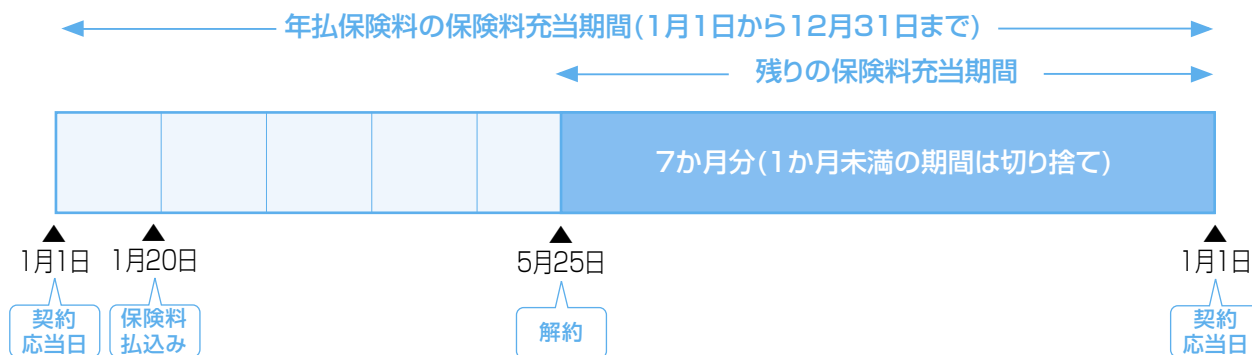 年払保険料の保険料充当期間(1月1日から12月31日まで)
残りの保険料充当期間
7か月分(1か月未満の期間は切り捨て)
▲ ▲ ▲ ▲
1月1日 1月20日 5月25日 1月1日
契約 保険料 解約 契約
応当日 払込み 応当日